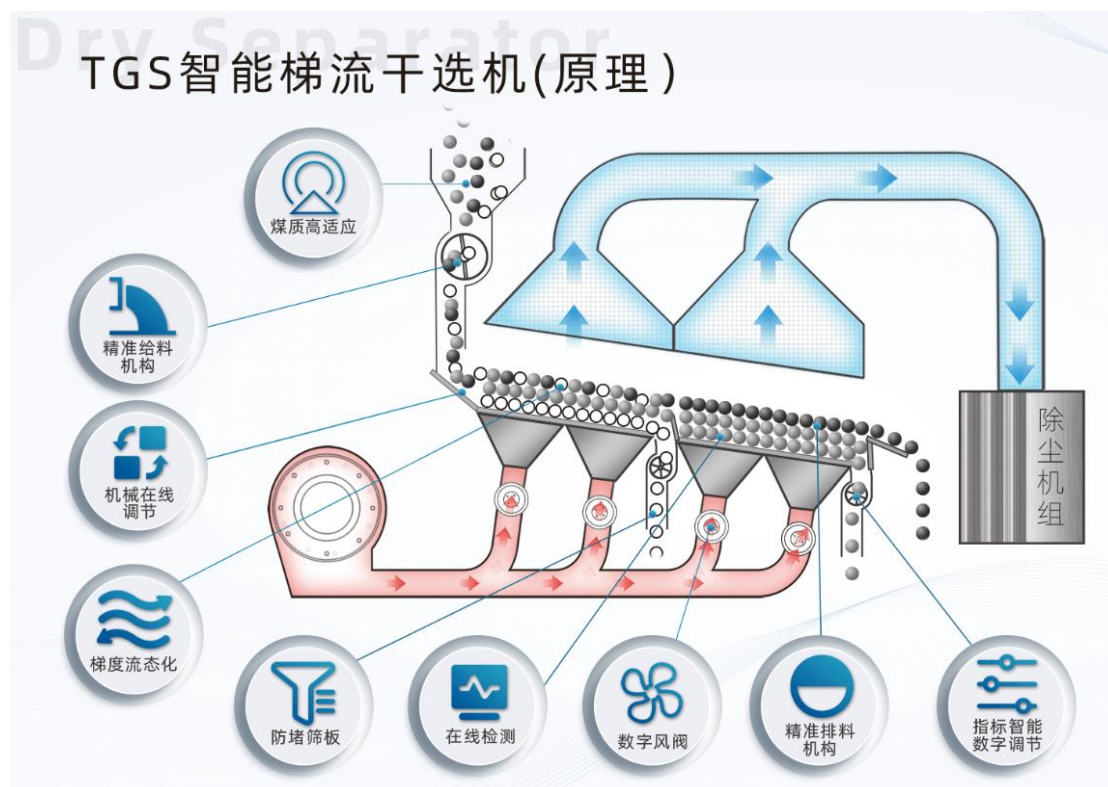 Dry Separator
TGS智能梯流干选机(原理)
煤质高适应
精准给料
机构
机械在线
调节
梯度流态化
除尘机组
防堵筛板
在线检测
数字风阀
精准排料
机构
指标智能
数字调节